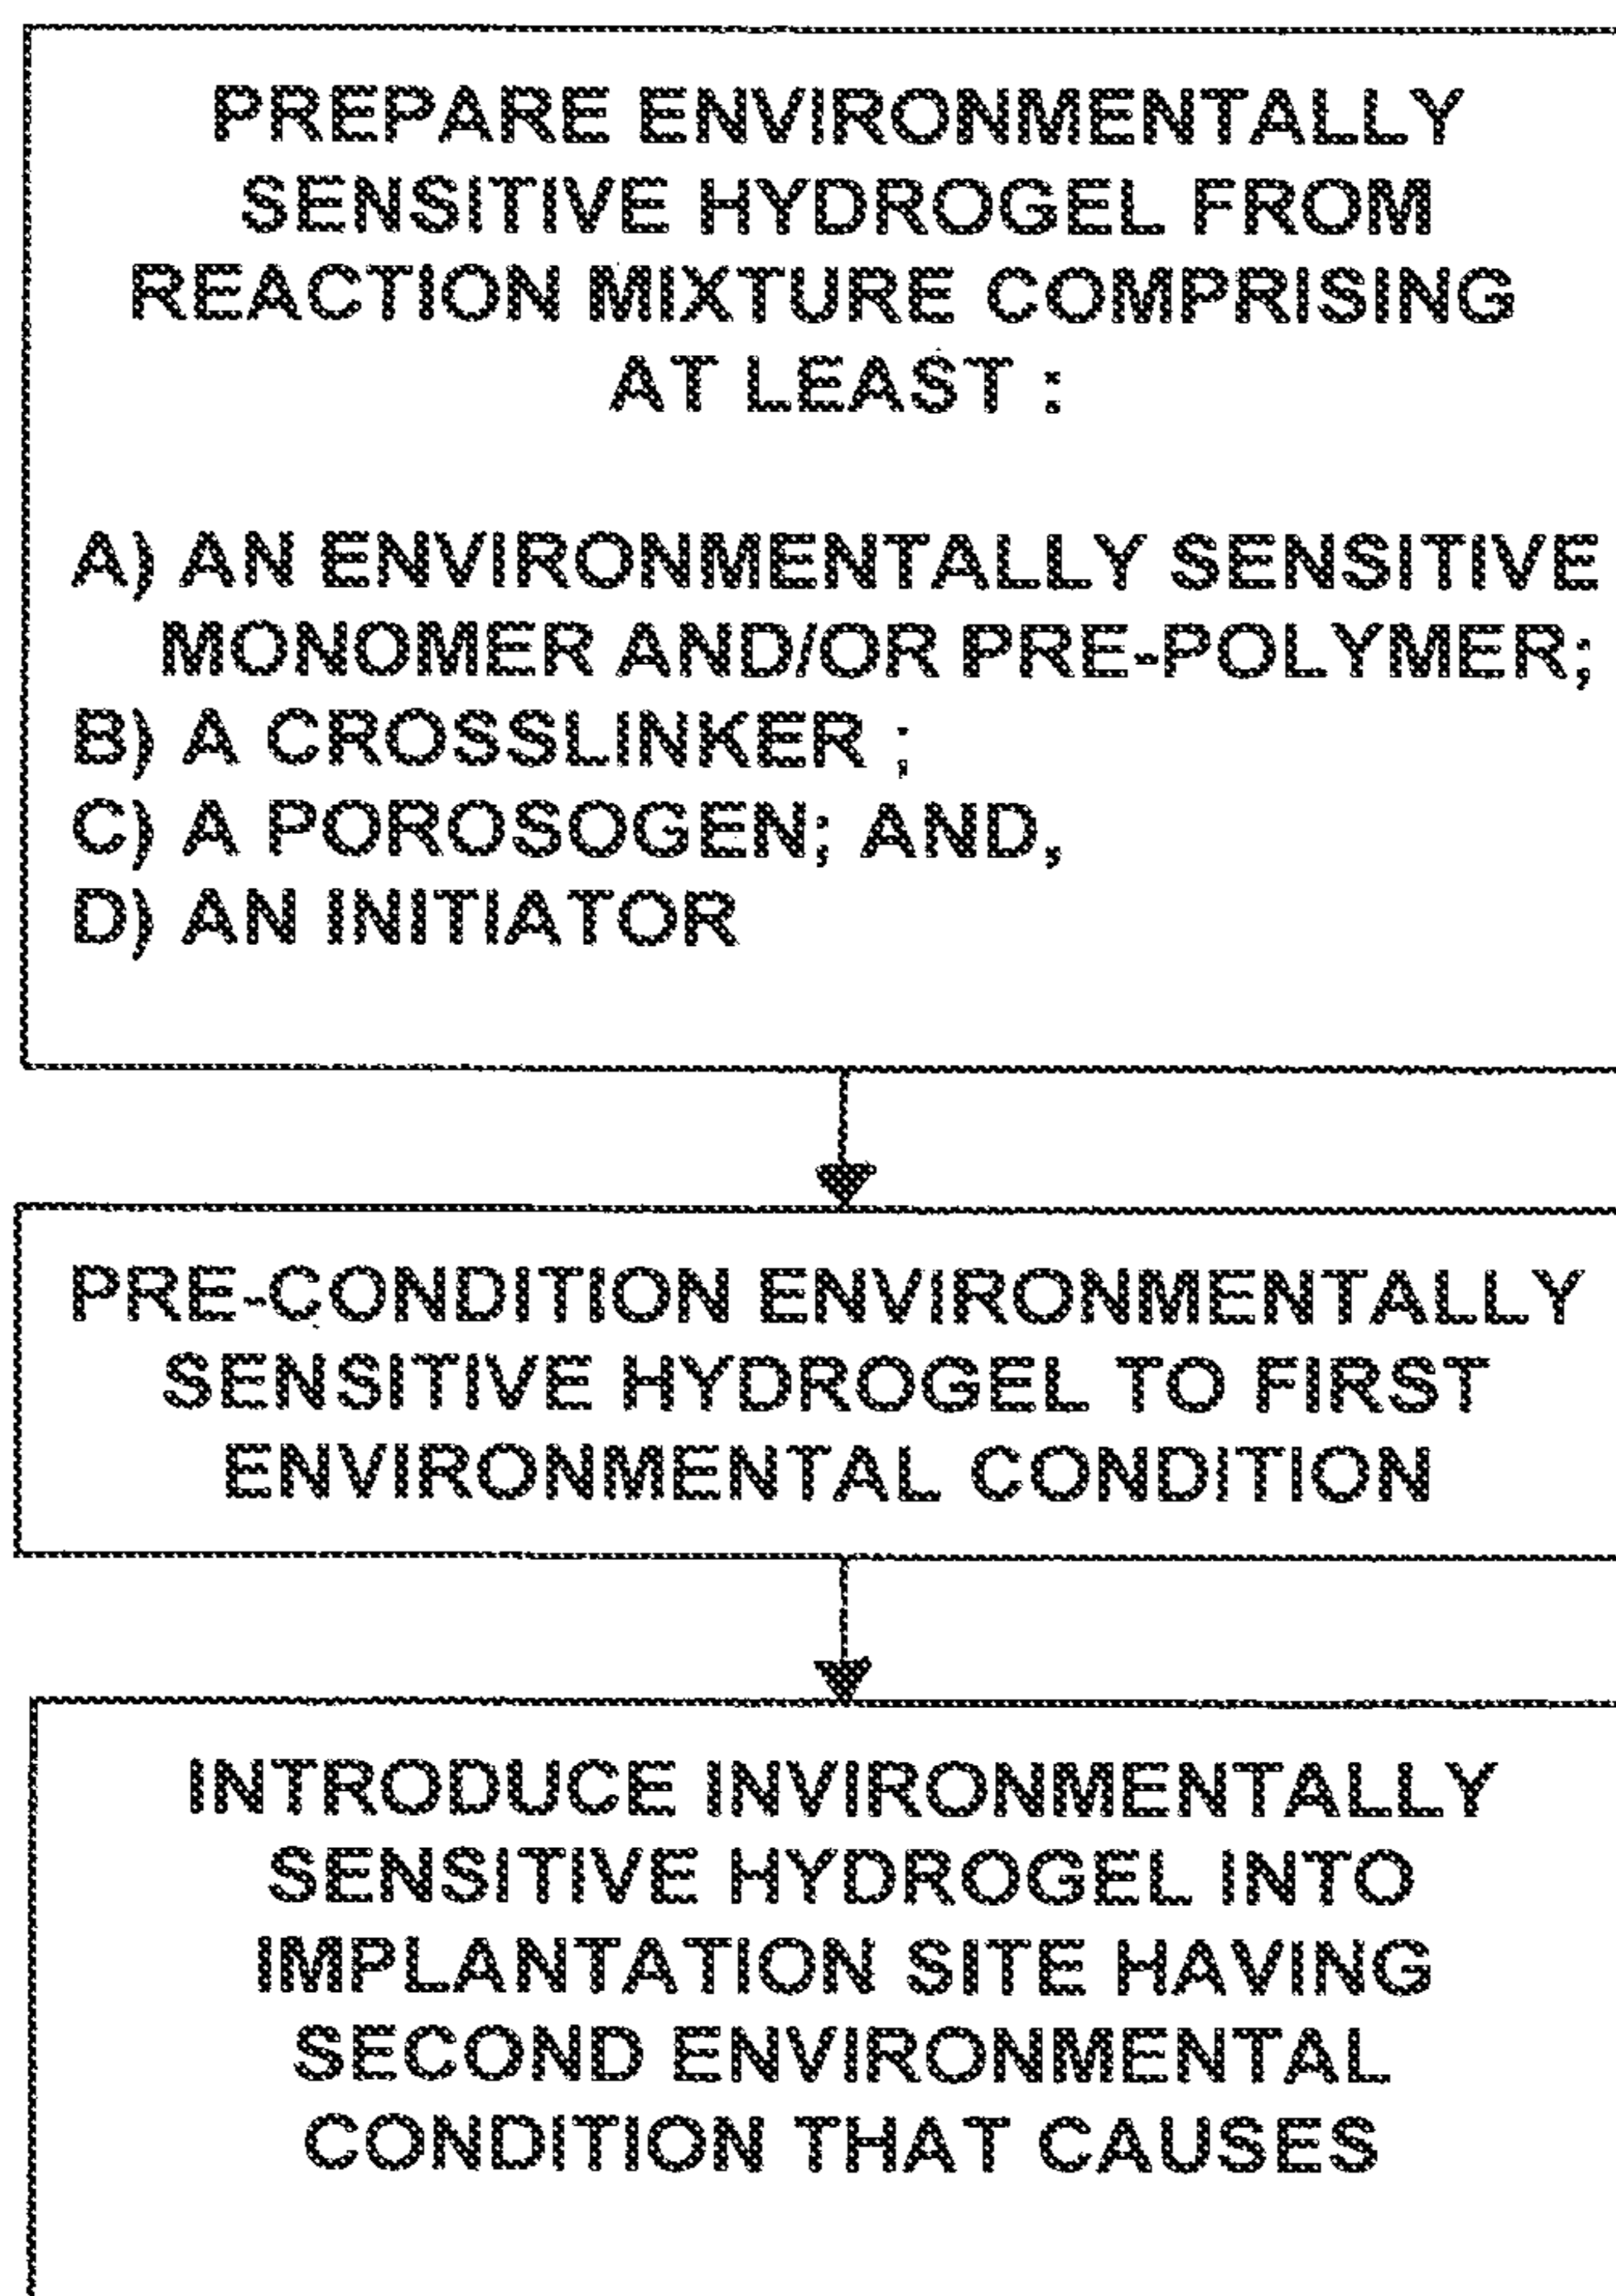 PREPARE ENVIRONMENTALLY
SENSITIVE HYDROGEL FROM
REACTION MIXTURE COMPRISING
AT LEAST :
A) AN ENVIRONMENTALLY SENSITIVE
MONOMER AND/OR PRE-POLYMER;
B) A CROSSLINKER ;
C) A POROSOGEN; AND,
D) AN INITIATOR
PRE-CONDITION ENVIRONMENTALLY
SENSITIVE HYDROGEL TO FIRST
ENVIRONMENTAL CONDITION
INTRODUCE INVIRONMENTALLY
SENSITIVE HYDROGEL INTO
IMPLANTATION SITE HAVING
SECOND ENVIRONMENTAL
CONDITION THAT CAUSES